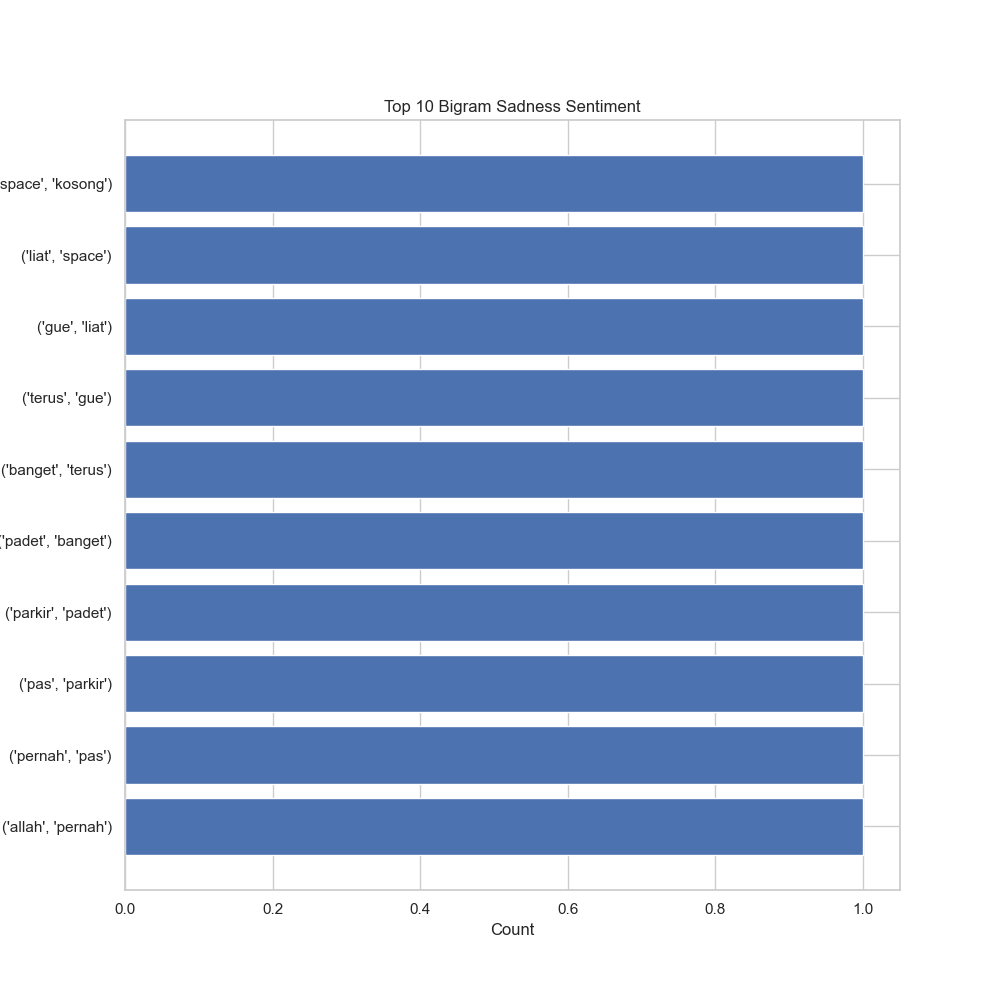 Top 10 Bigram Sadness Sentiment
space', 'kosong')
('liat', 'space')
('gue', 'liat')
('terus', 'gue')
('banget', 'terus')
('padet', 'banget')
('parkir', 'padet')
('pas', 'parkir')
('pernah', 'pas')
('allah', 'pernah')
0.0 0.2 0.4 0.6 0.8 1.0
Count